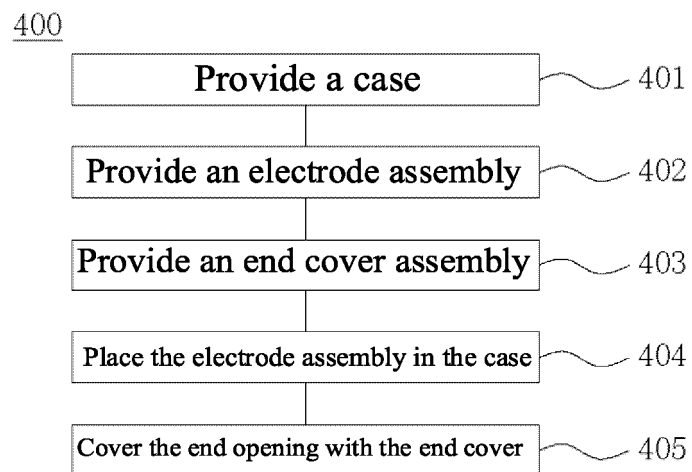 400
Provide a case 401
Provide an electrode assembly 402
Provide an end cover assembly 403
Place the electrode assembly in the case 404
Cover the end opening with the end cover 405